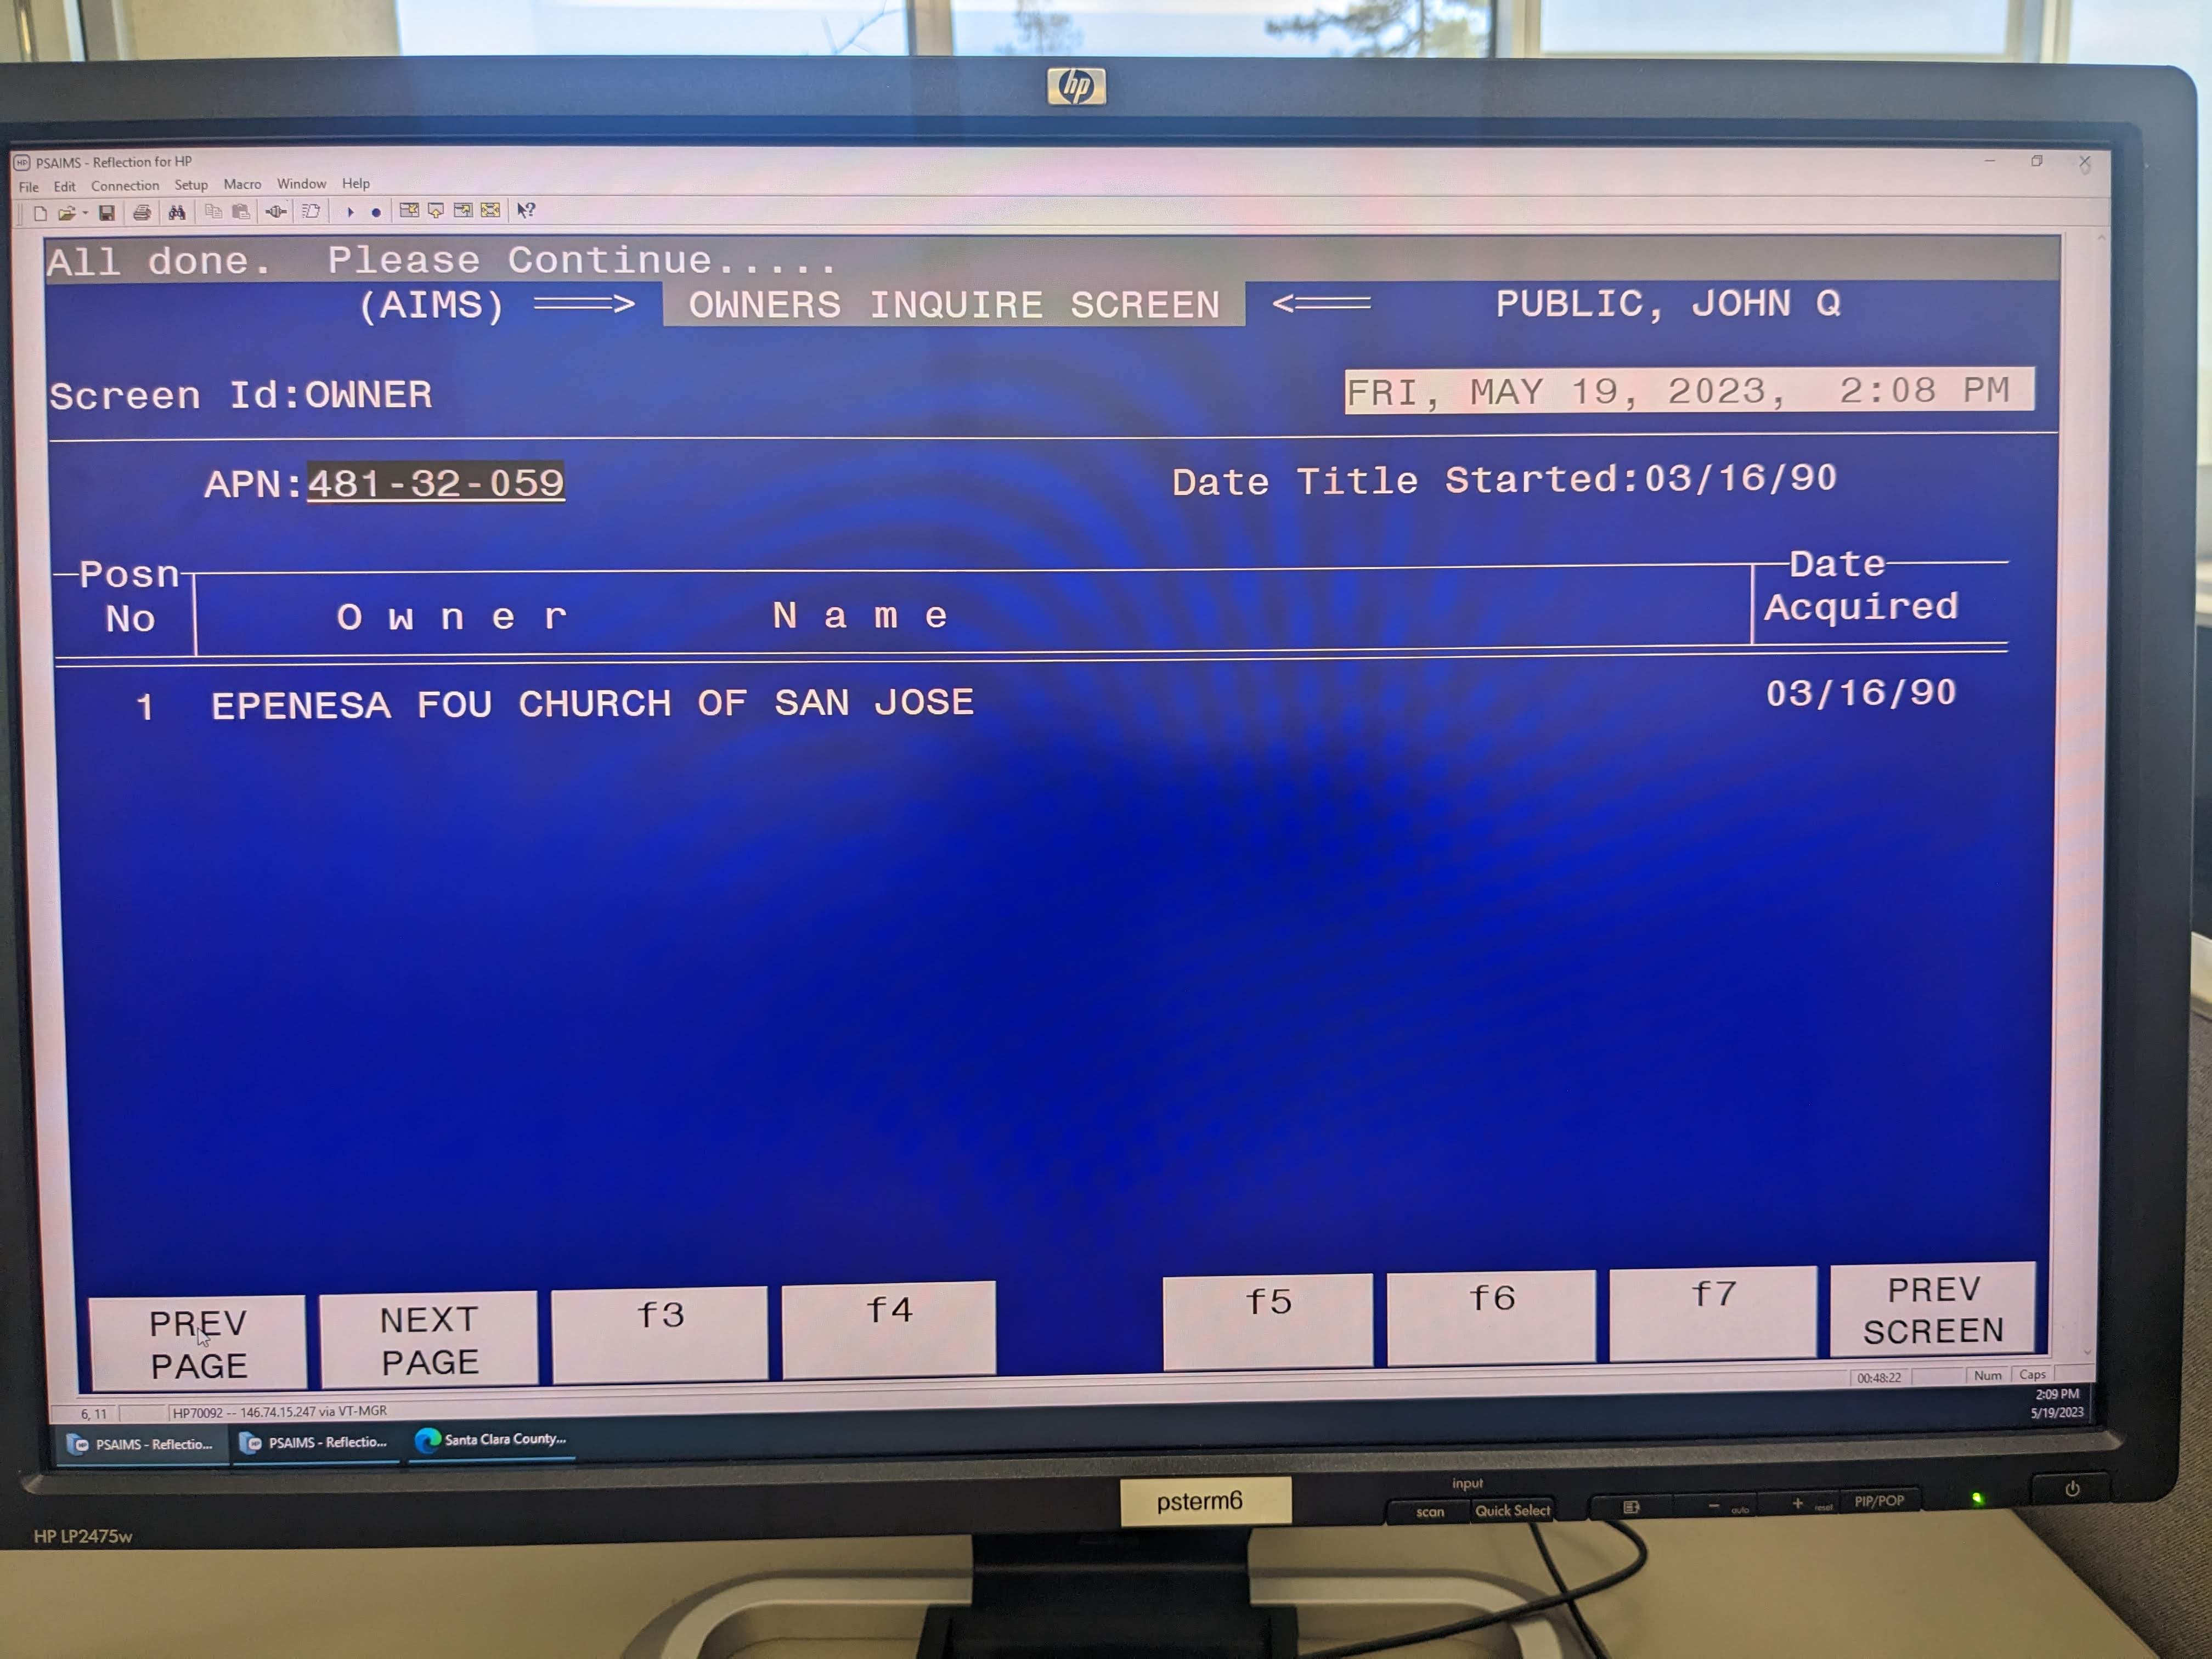 hp
PSAIMS - Reflection for HP
File Edit Connection Setup Macro Window Help
All done. Please Continue.....
(AIMS) ===> OWNERS INQUIRE SCREEN <=== PUBLIC, JOHN Q
Screen Id:OWNER FRI, MAY 19, 2023, 2:08 PM
APN:481-32-059 Date Title Started:03/16/90
Posn Date
No Owner Name Acquired
1 EPENESA FOU CHURCH OF SAN JOSE 03/16/90
PREV NEXT f3 f4 f5 f6 f7 PREV
PAGE PAGE SCREEN
00:48:22 Num Caps
6, 11 HP70092 -- 146.74.15.247 via VT-MGR
2:09 PM
5/19/2023
PSAIMS - Reflectio... PSAIMS - Reflectio... Santa Clara County...
psterm6
input
scan Quick Select - auto + reset PIP/POP
HP LP2475w